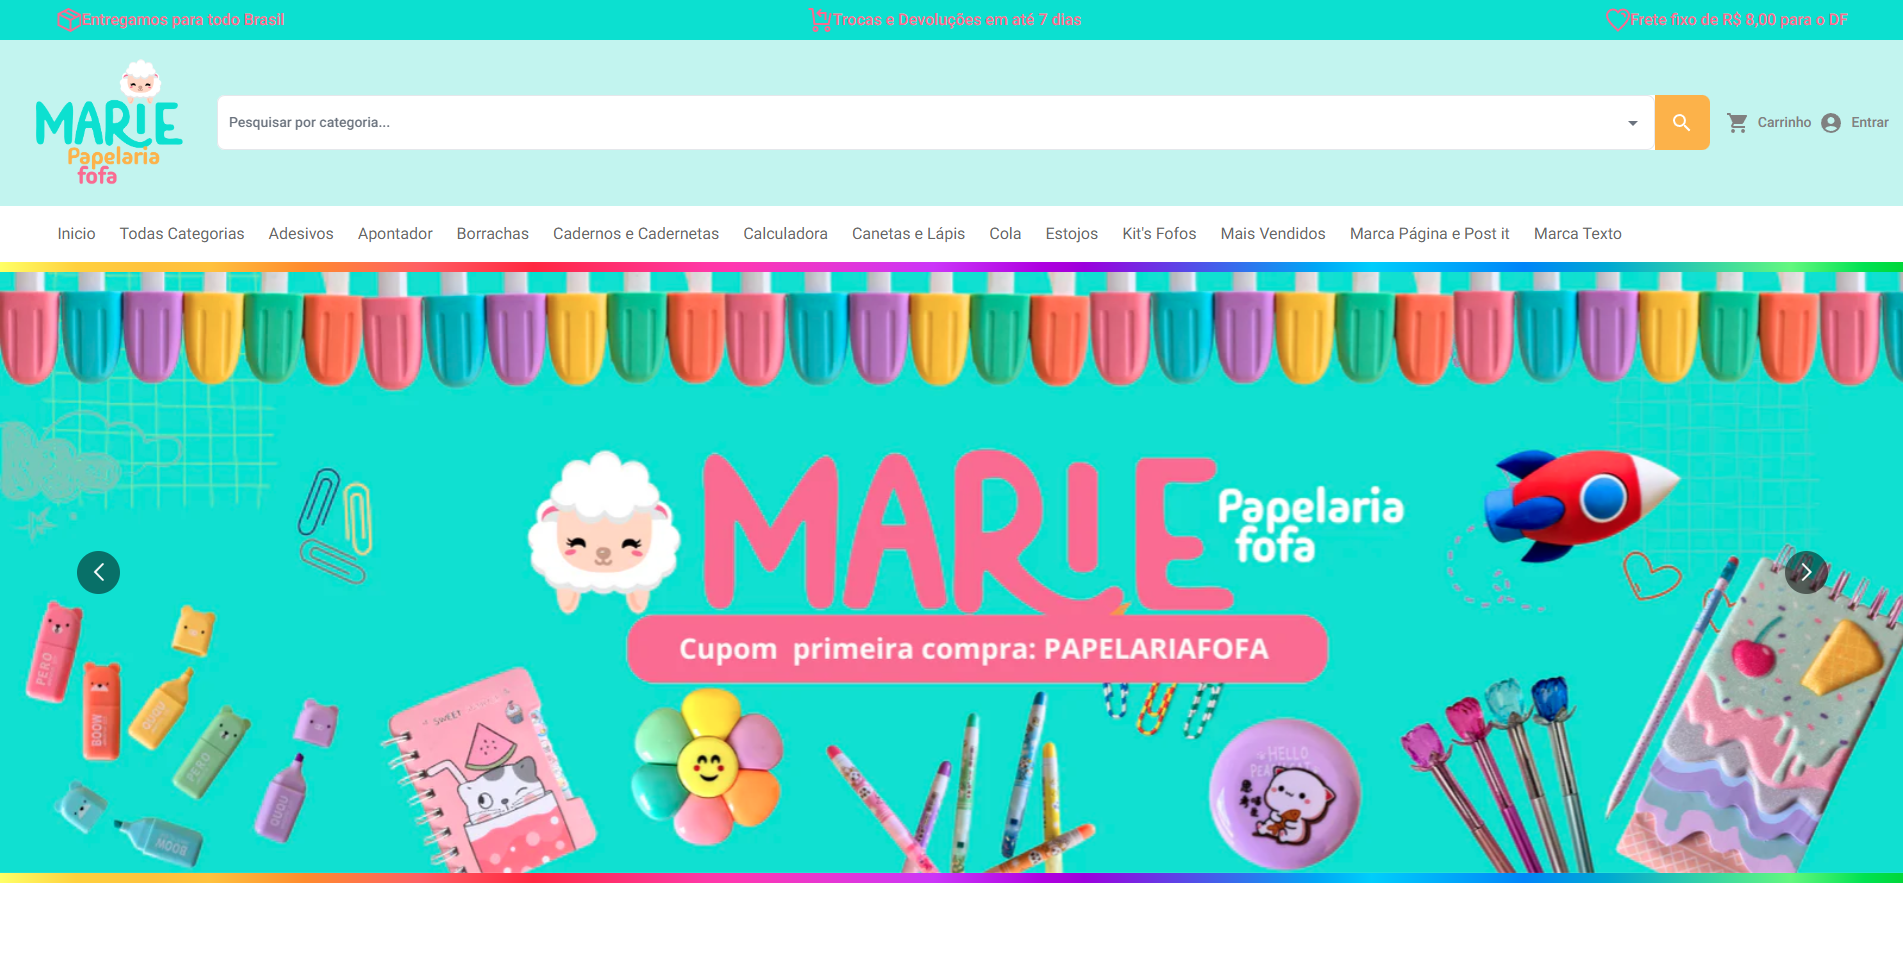 Entregamos para todo Brasil
Trocas e Devoluções em até 7 dias
Frete fixo de R$ 8,00 para o DF
MARIE
Papelaria
fofa
Pesquisar por categoria...
Carrinho
Entrar
Inicio
Todas Categorias
Adesivos
Apontador
Borrachas
Cadernos e Cadernetas
Calculadora
Canetas e Lápis
Cola
Estojos
Kit's Fofos
Mais Vendidos
Marca Página e Post it
Marca Texto
MARIE
Papelaria
fofa
Cupom primeira compra: PAPELARIAFOFA
PERO
BOOW
QUOU
PERO
QUOU
BOOW
SWEET
HELLO